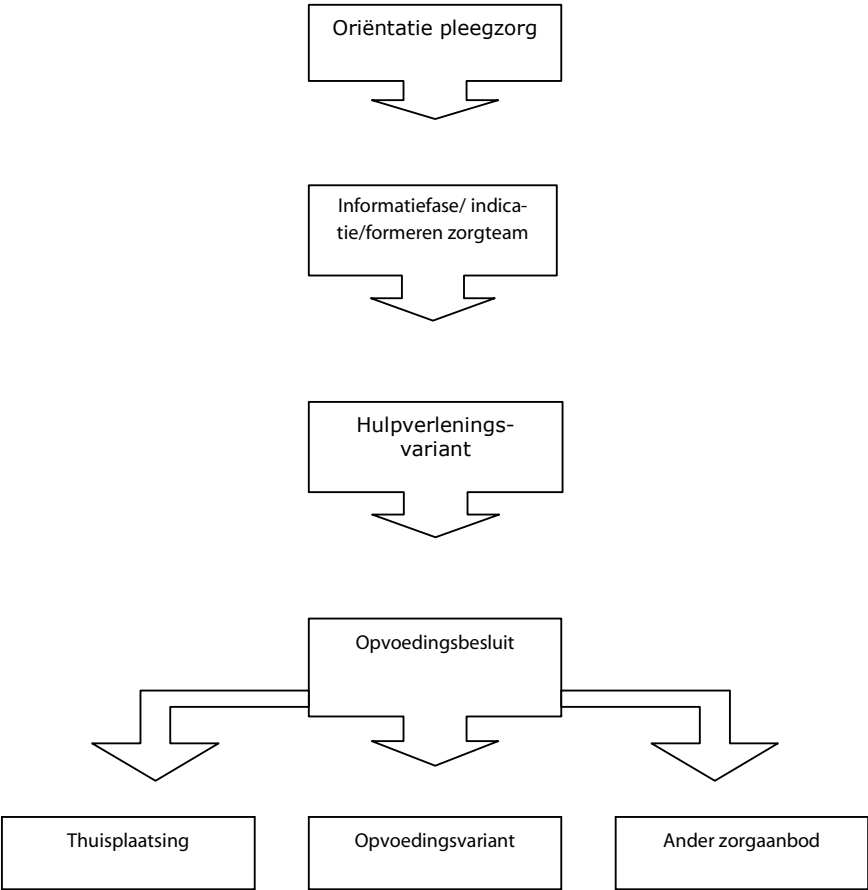 Oriëntatie pleegzorg
Informatiefase/ indica-
tie/formeren zorgteam
Hulpverlenings-
variant
Opvoedingsbesluit
Thuisplaatsing
Opvoedingsvariant
Ander zorgaanbod